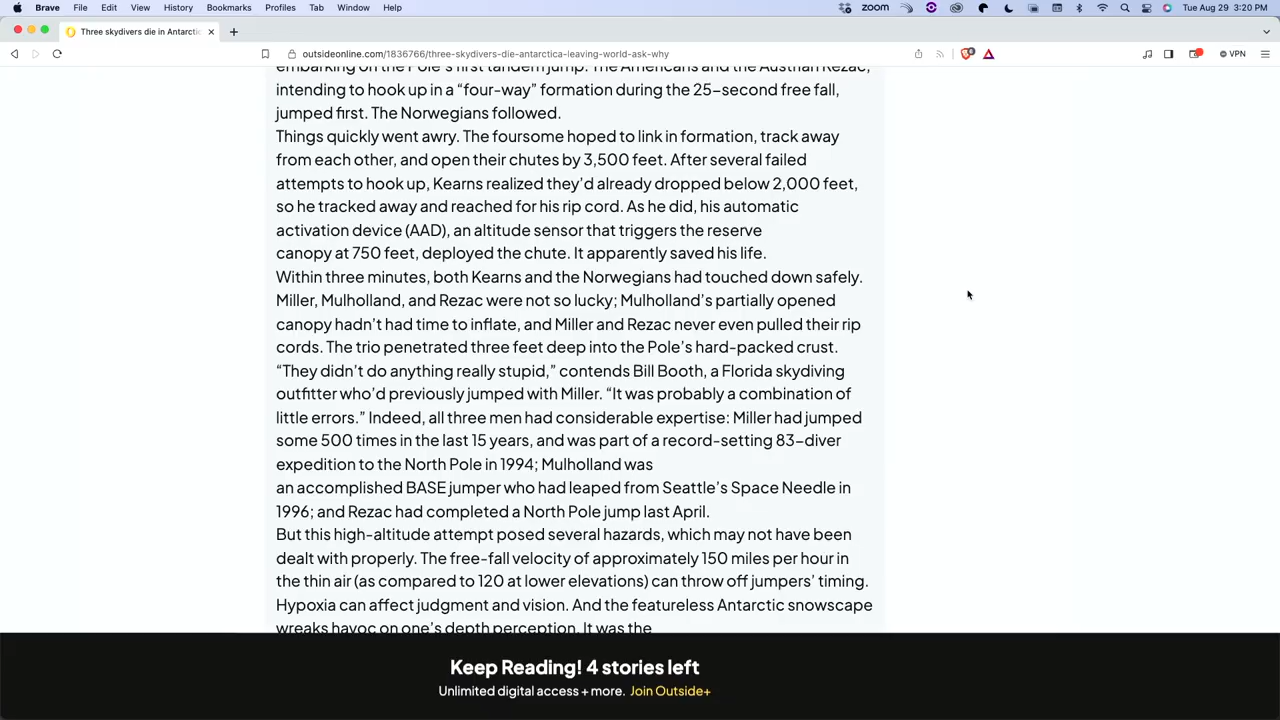 Brave File Edit View History Bookmarks Profiles Tab Window Help zoom Tue Aug 29 3:20 PM
Three skydivers die in Antarctic
outsideonline.com/1836766/three-skydivers-die-antarctica-leaving-world-ask-why VPN
embarking on the Pole's first tandem jump. The Americans and the Austrian Rezac,
intending to hook up in a “four-way” formation during the 25–second free fall,
jumped first. The Norwegians followed.
Things quickly went awry. The foursome hoped to link in formation, track away
from each other, and open their chutes by 3,500 feet. After several failed
attempts to hook up, Kearns realized they’d already dropped below 2,000 feet,
so he tracked away and reached for his rip cord. As he did, his automatic
activation device (AAD), an altitude sensor that triggers the reserve
canopy at 750 feet, deployed the chute. It apparently saved his life.
Within three minutes, both Kearns and the Norwegians had touched down safely.
Miller, Mulholland, and Rezac were not so lucky; Mulholland’s partially opened
canopy hadn’t had time to inflate, and Miller and Rezac never even pulled their rip
cords. The trio penetrated three feet deep into the Pole’s hard-packed crust.
“They didn’t do anything really stupid,” contends Bill Booth, a Florida skydiving
outfitter who’d previously jumped with Miller. “It was probably a combination of
little errors.” Indeed, all three men had considerable expertise: Miller had jumped
some 500 times in the last 15 years, and was part of a record-setting 83–diver
expedition to the North Pole in 1994; Mulholland was
an accomplished BASE jumper who had leaped from Seattle’s Space Needle in
1996; and Rezac had completed a North Pole jump last April.
But this high-altitude attempt posed several hazards, which may not have been
dealt with properly. The free-fall velocity of approximately 150 miles per hour in
the thin air (as compared to 120 at lower elevations) can throw off jumpers’ timing.
Hypoxia can affect judgment and vision. And the featureless Antarctic snowscape
wreaks havoc on one’s depth perception. It was the
Keep Reading! 4 stories left
Unlimited digital access + more. Join Outside+